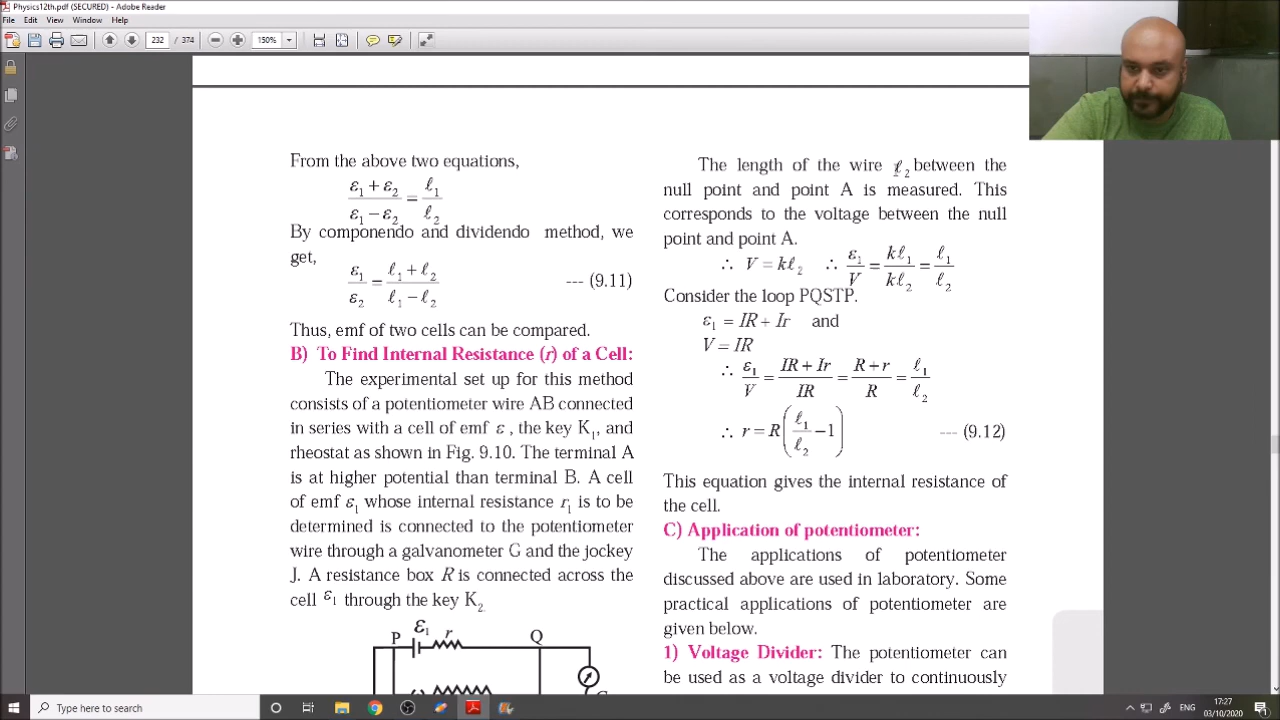 Physics12th.pdf (SECURED) - Adobe Reader
File Edit View Window Help
232 / 374 150%
From the above two equations,
ε₁ + ε₂ / ε₁ − ε₂ = ℓ₁ / ℓ₂
By componendo and dividendo method, we
get,
ε₁ / ε₂ = ℓ₁ + ℓ₂ / ℓ₁ − ℓ₂ --- (9.11)
Thus, emf of two cells can be compared.
B) To Find Internal Resistance (r) of a Cell:
The experimental set up for this method
consists of a potentiometer wire AB connected
in series with a cell of emf ε , the key K₁, and
rheostat as shown in Fig. 9.10. The terminal A
is at higher potential than terminal B. A cell
of emf ε₁ whose internal resistance r₁ is to be
determined is connected to the potentiometer
wire through a galvanometer G and the jockey
J. A resistance box R is connected across the
cell ε₁ through the key K₂.
P ε₁ r Q
The length of the wire ℓ₂ between the
null point and point A is measured. This
corresponds to the voltage between the null
point and point A.
∴ V = kℓ₂ ∴ ε₁ / V = kℓ₁ / kℓ₂ = ℓ₁ / ℓ₂
Consider the loop PQSTP.
ε₁ = IR + Ir and
V = IR
∴ ε₁ / V = IR + Ir / IR = R + r / R = ℓ₁ / ℓ₂
∴ r = R (ℓ₁ / ℓ₂ − 1) --- (9.12)
This equation gives the internal resistance of
the cell.
C) Application of potentiometer:
The applications of potentiometer
discussed above are used in laboratory. Some
practical applications of potentiometer are
given below.
1) Voltage Divider: The potentiometer can
be used as a voltage divider to continuously
Type here to search
ENG
17:27
03/10/2020